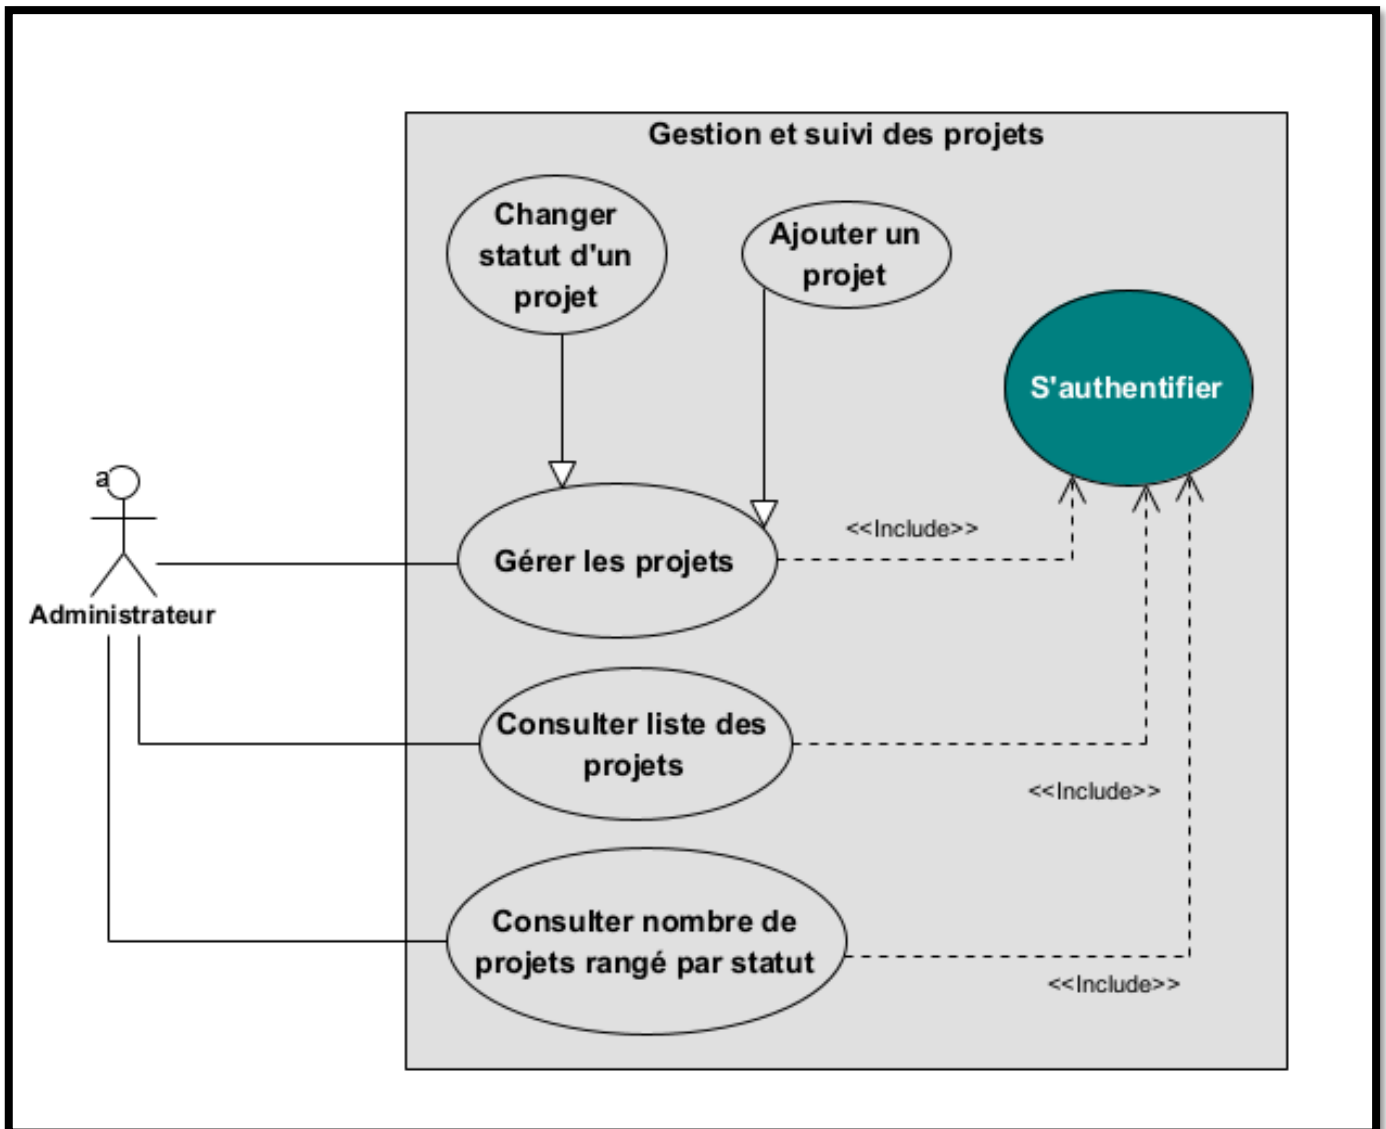 Gestion et suivi des projets
Changer
statut d'un
projet
Ajouter un
projet
S'authentifier
a
Administrateur
Gérer les projets
<<Include>>
Consulter liste des
projets
<<Include>>
Consulter nombre de
projets rangé par statut
<<Include>>